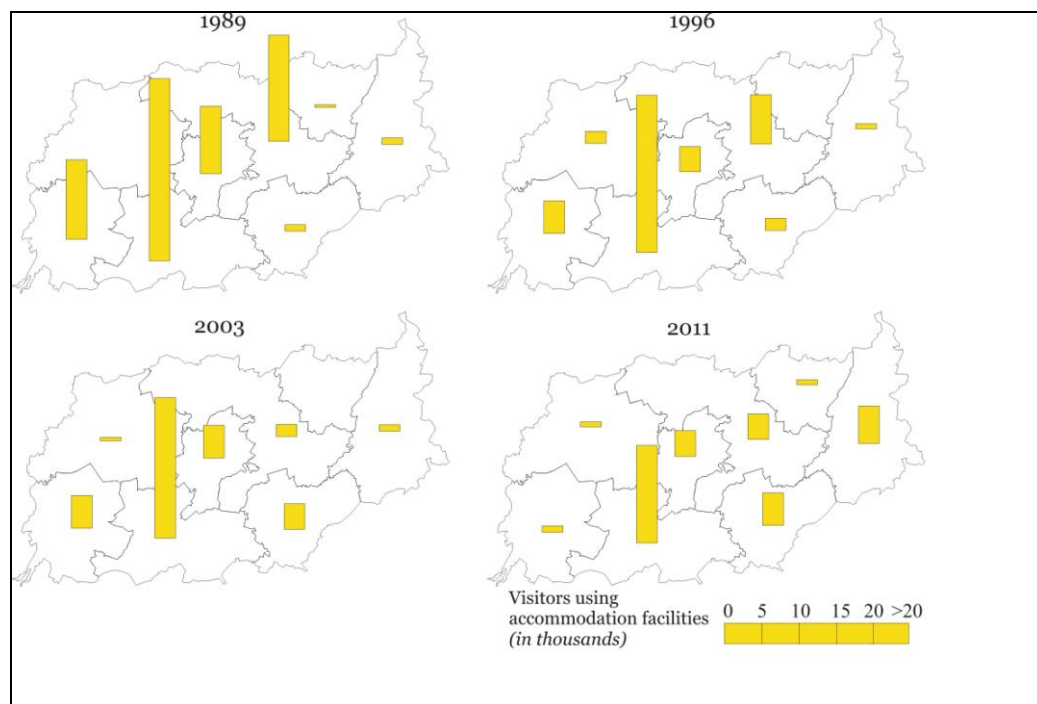 1989
1996
2003
2011
Visitors using
accommodation facilities
(in thousands)
0 5 10 15 20 >20